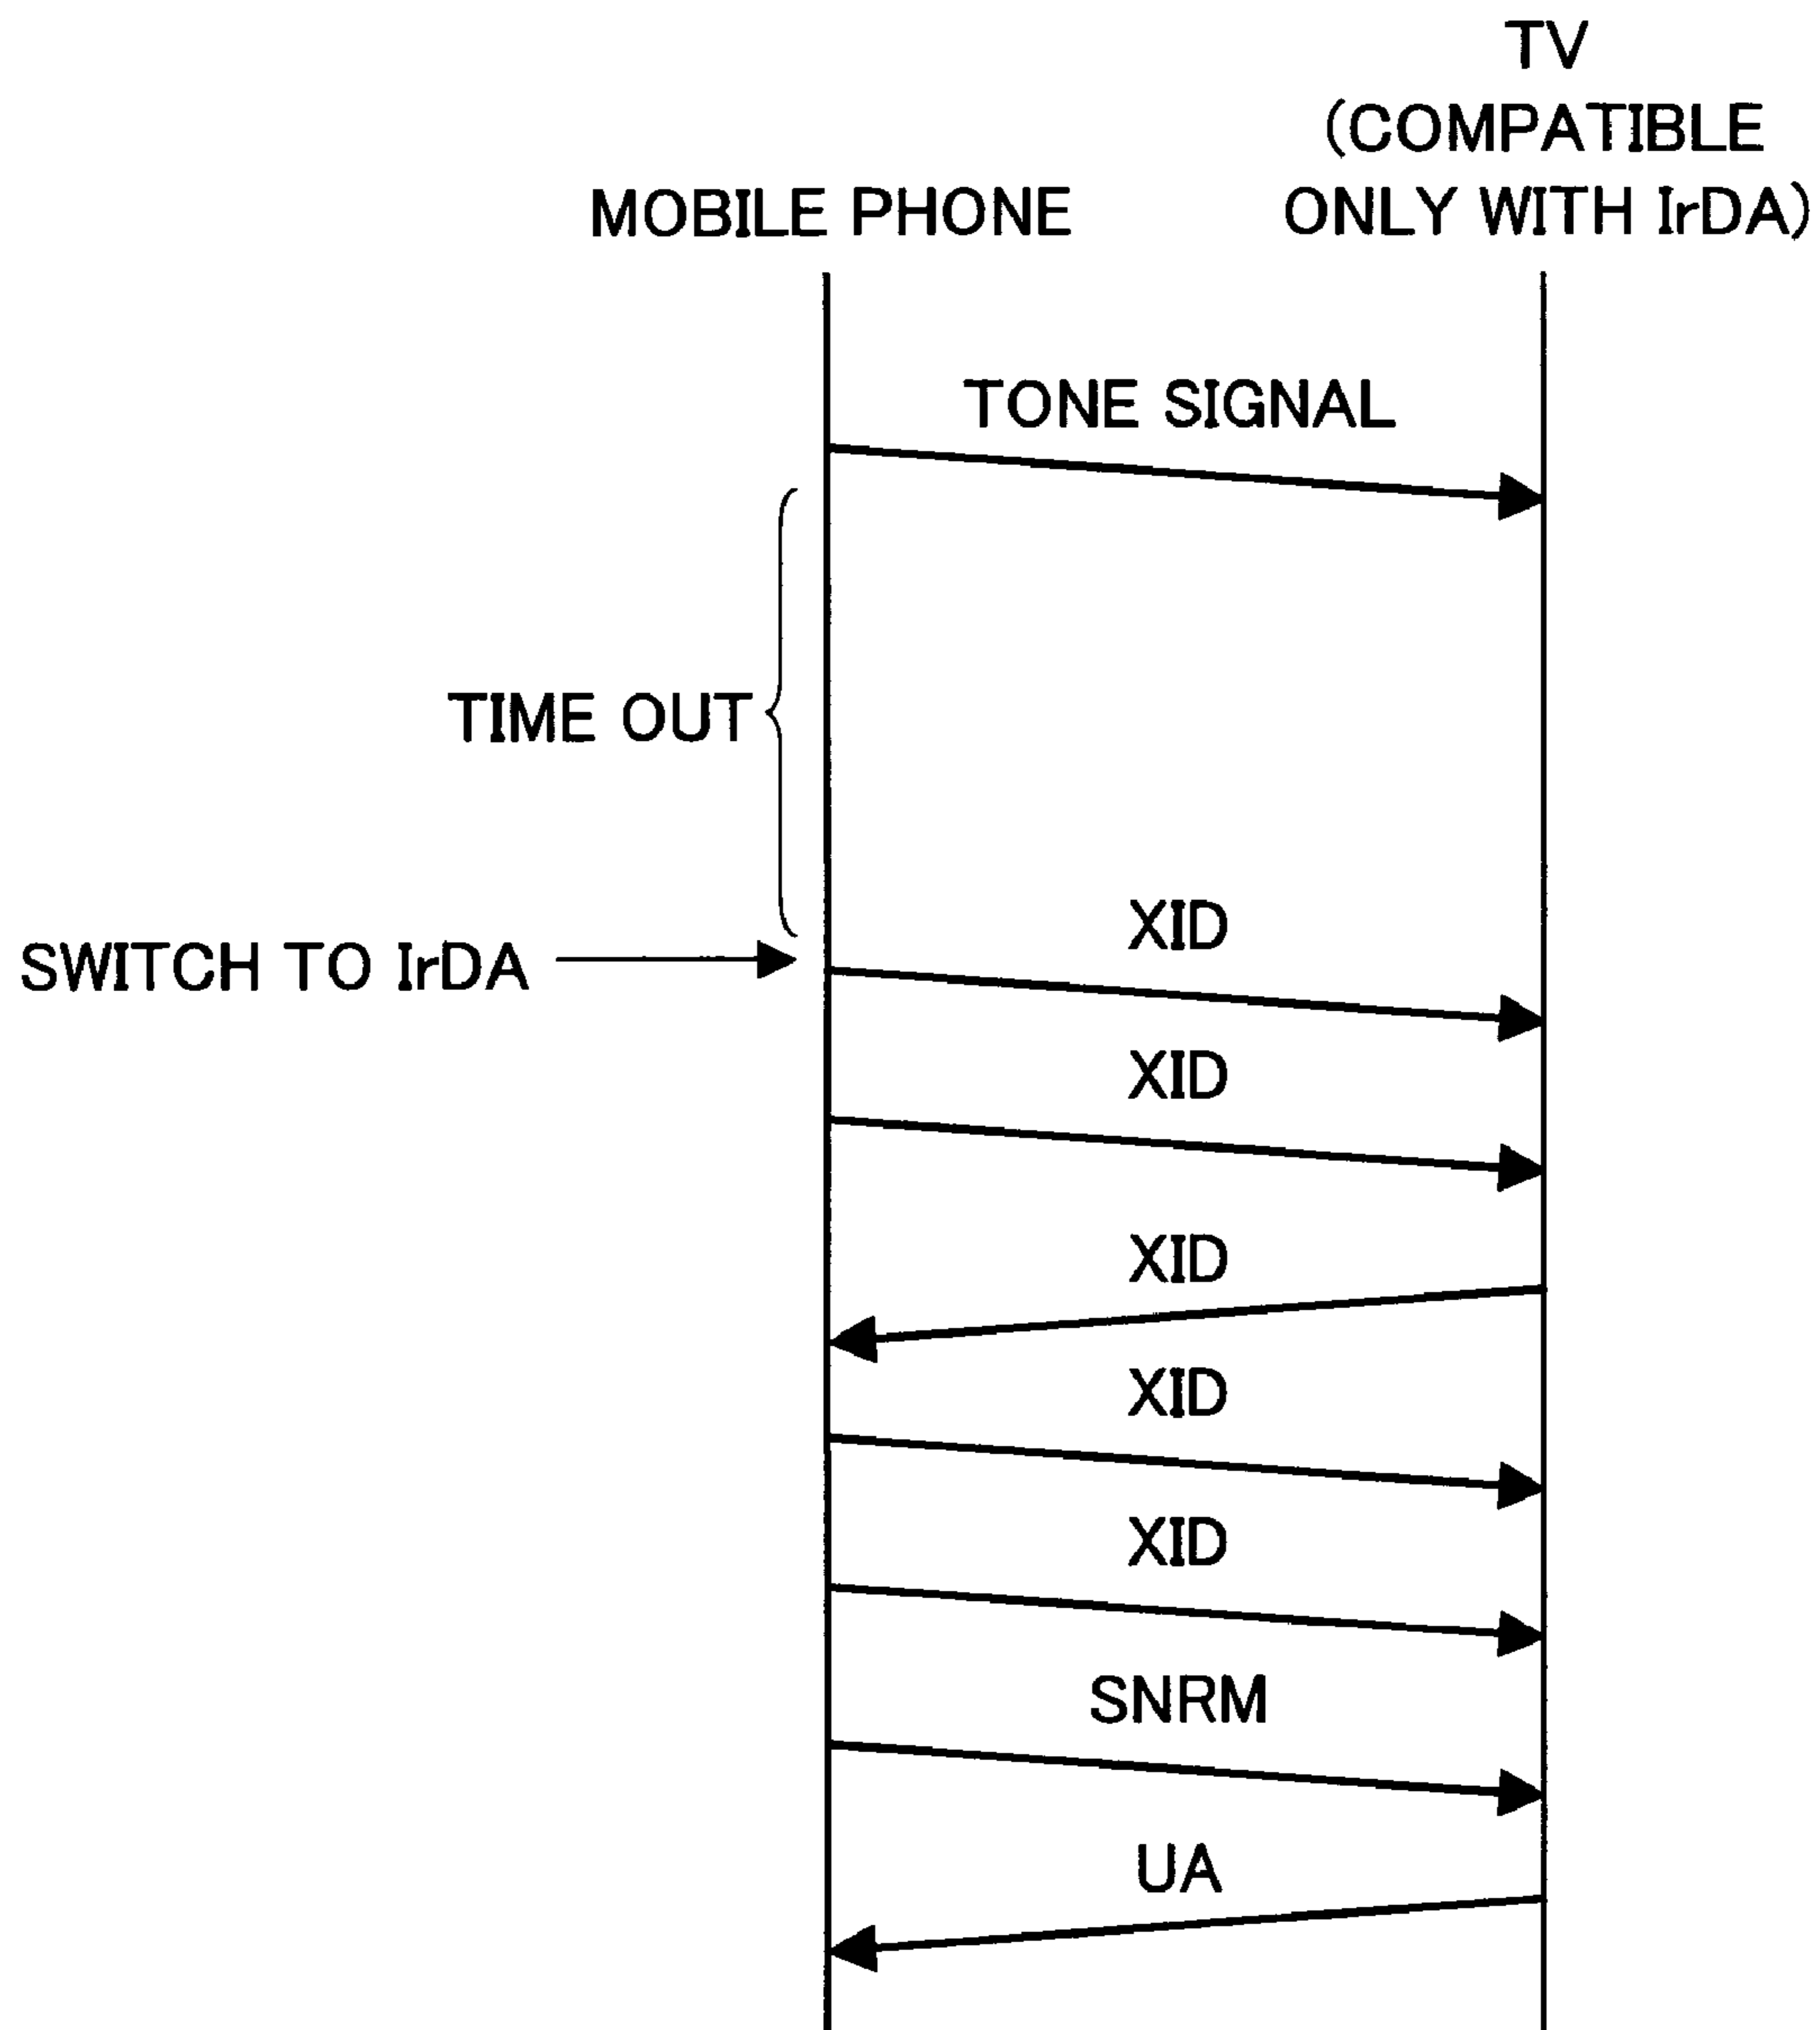 TV
(COMPATIBLE
MOBILE PHONE
ONLY WITH IrDA)
TONE SIGNAL
TIME OUT
XID
SWITCH TO IrDA
XID
XID
XID
XID
SNRM
UA